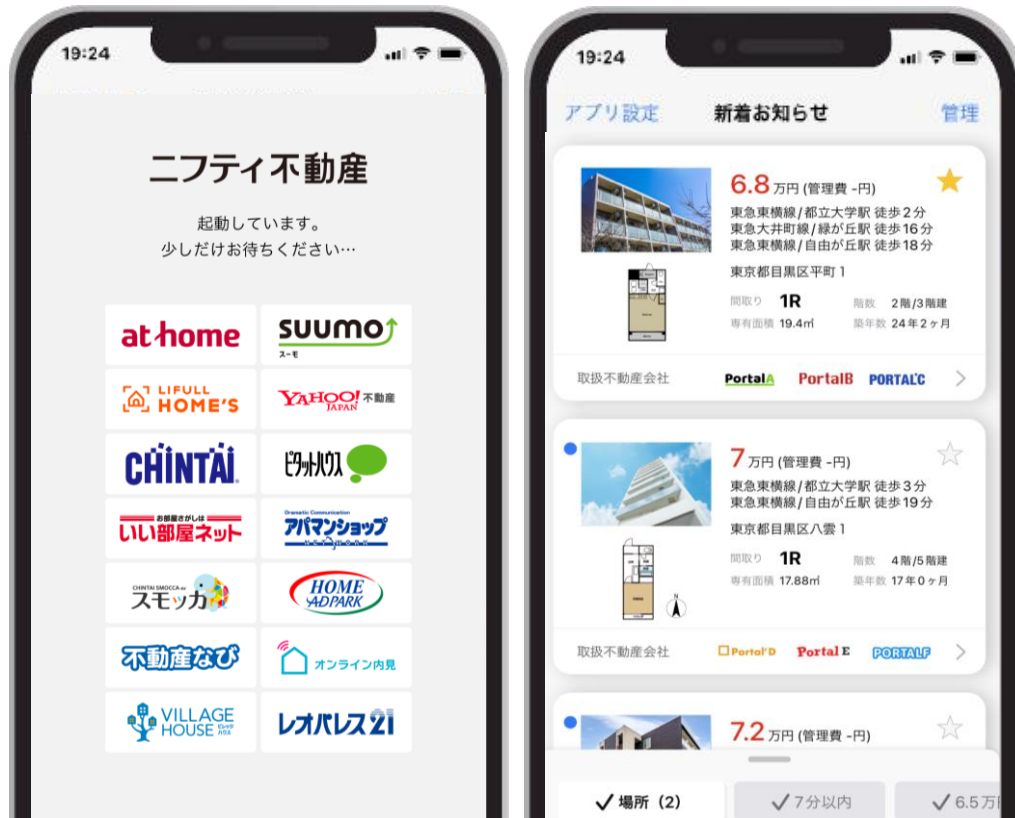 19:24
ニフティ不動産
起動しています。
少しだけお待ちください…
at home
SUUMO
スーモ
LIFULL
HOME'S
YAHOO! 不動産
JAPAN
CHINTAI
ピタットハウス
お部屋さがしは
いい部屋ネット
Dramatic Communication
アパマンショップ
NETWORK
CHINTAI SMOCCA
スモッカ
HOME
ADPARK
不動産なび
オンライン内見
VILLAGE
HOUSE ビレッジ
ハウス
レオパレス21
19:24
アプリ設定
新着お知らせ
管理
6.8万円 (管理費 -円)
東急東横線/都立大学駅 徒歩2分
東急大井町線/緑が丘駅 徒歩16分
東急東横線/自由が丘駅 徒歩18分
東京都目黒区平町1
間取り 1R 階数 2階/3階建
専有面積 19.4㎡ 築年数 24年2ヶ月
取扱不動産会社 PortalA PortalB PORTAL'C
7万円 (管理費 -円)
東急東横線/都立大学駅 徒歩3分
東急東横線/自由が丘駅 徒歩19分
東京都目黒区八雲1
間取り 1R 階数 4階/5階建
専有面積 17.88㎡ 築年数 17年0ヶ月
N
取扱不動産会社 Portal'D Portal E PORTALF
7.2万円 (管理費 -円)
場所 (2)
7分以内
6.5万